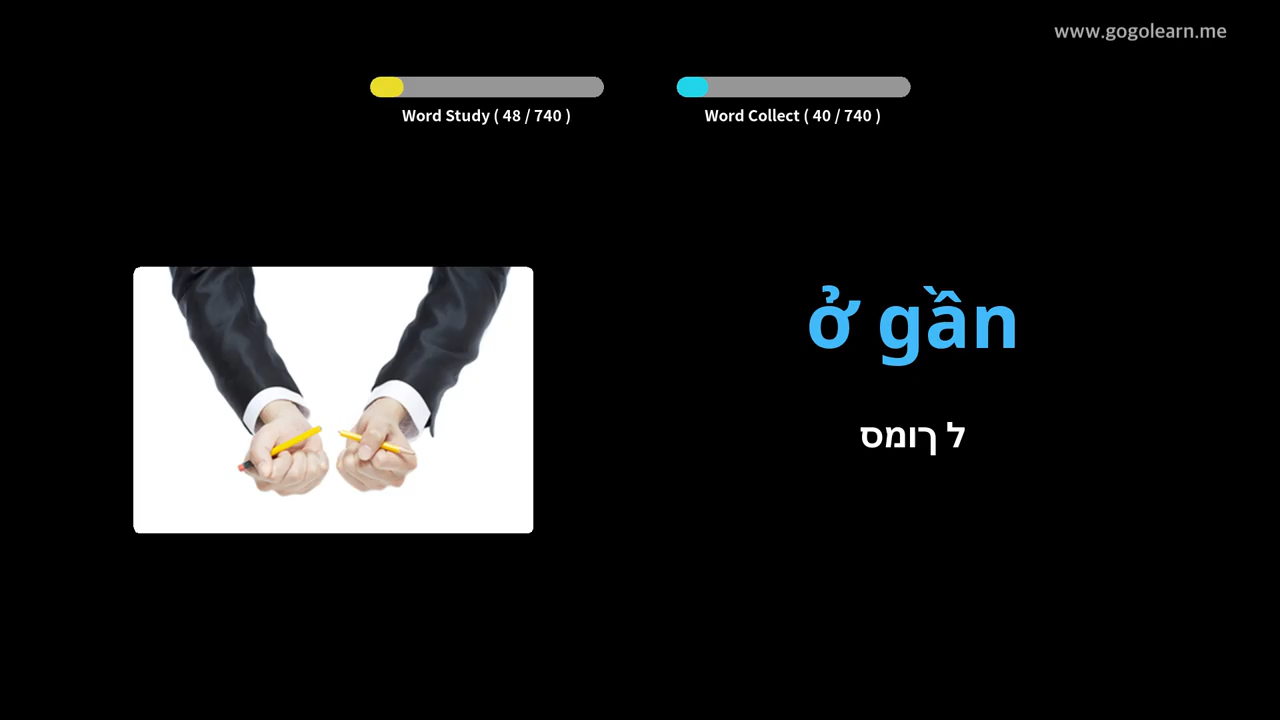 www.gogolearn.me
Word Study ( 48 / 740 )
Word Collect ( 40 / 740 )
ở gần
ל ךומס